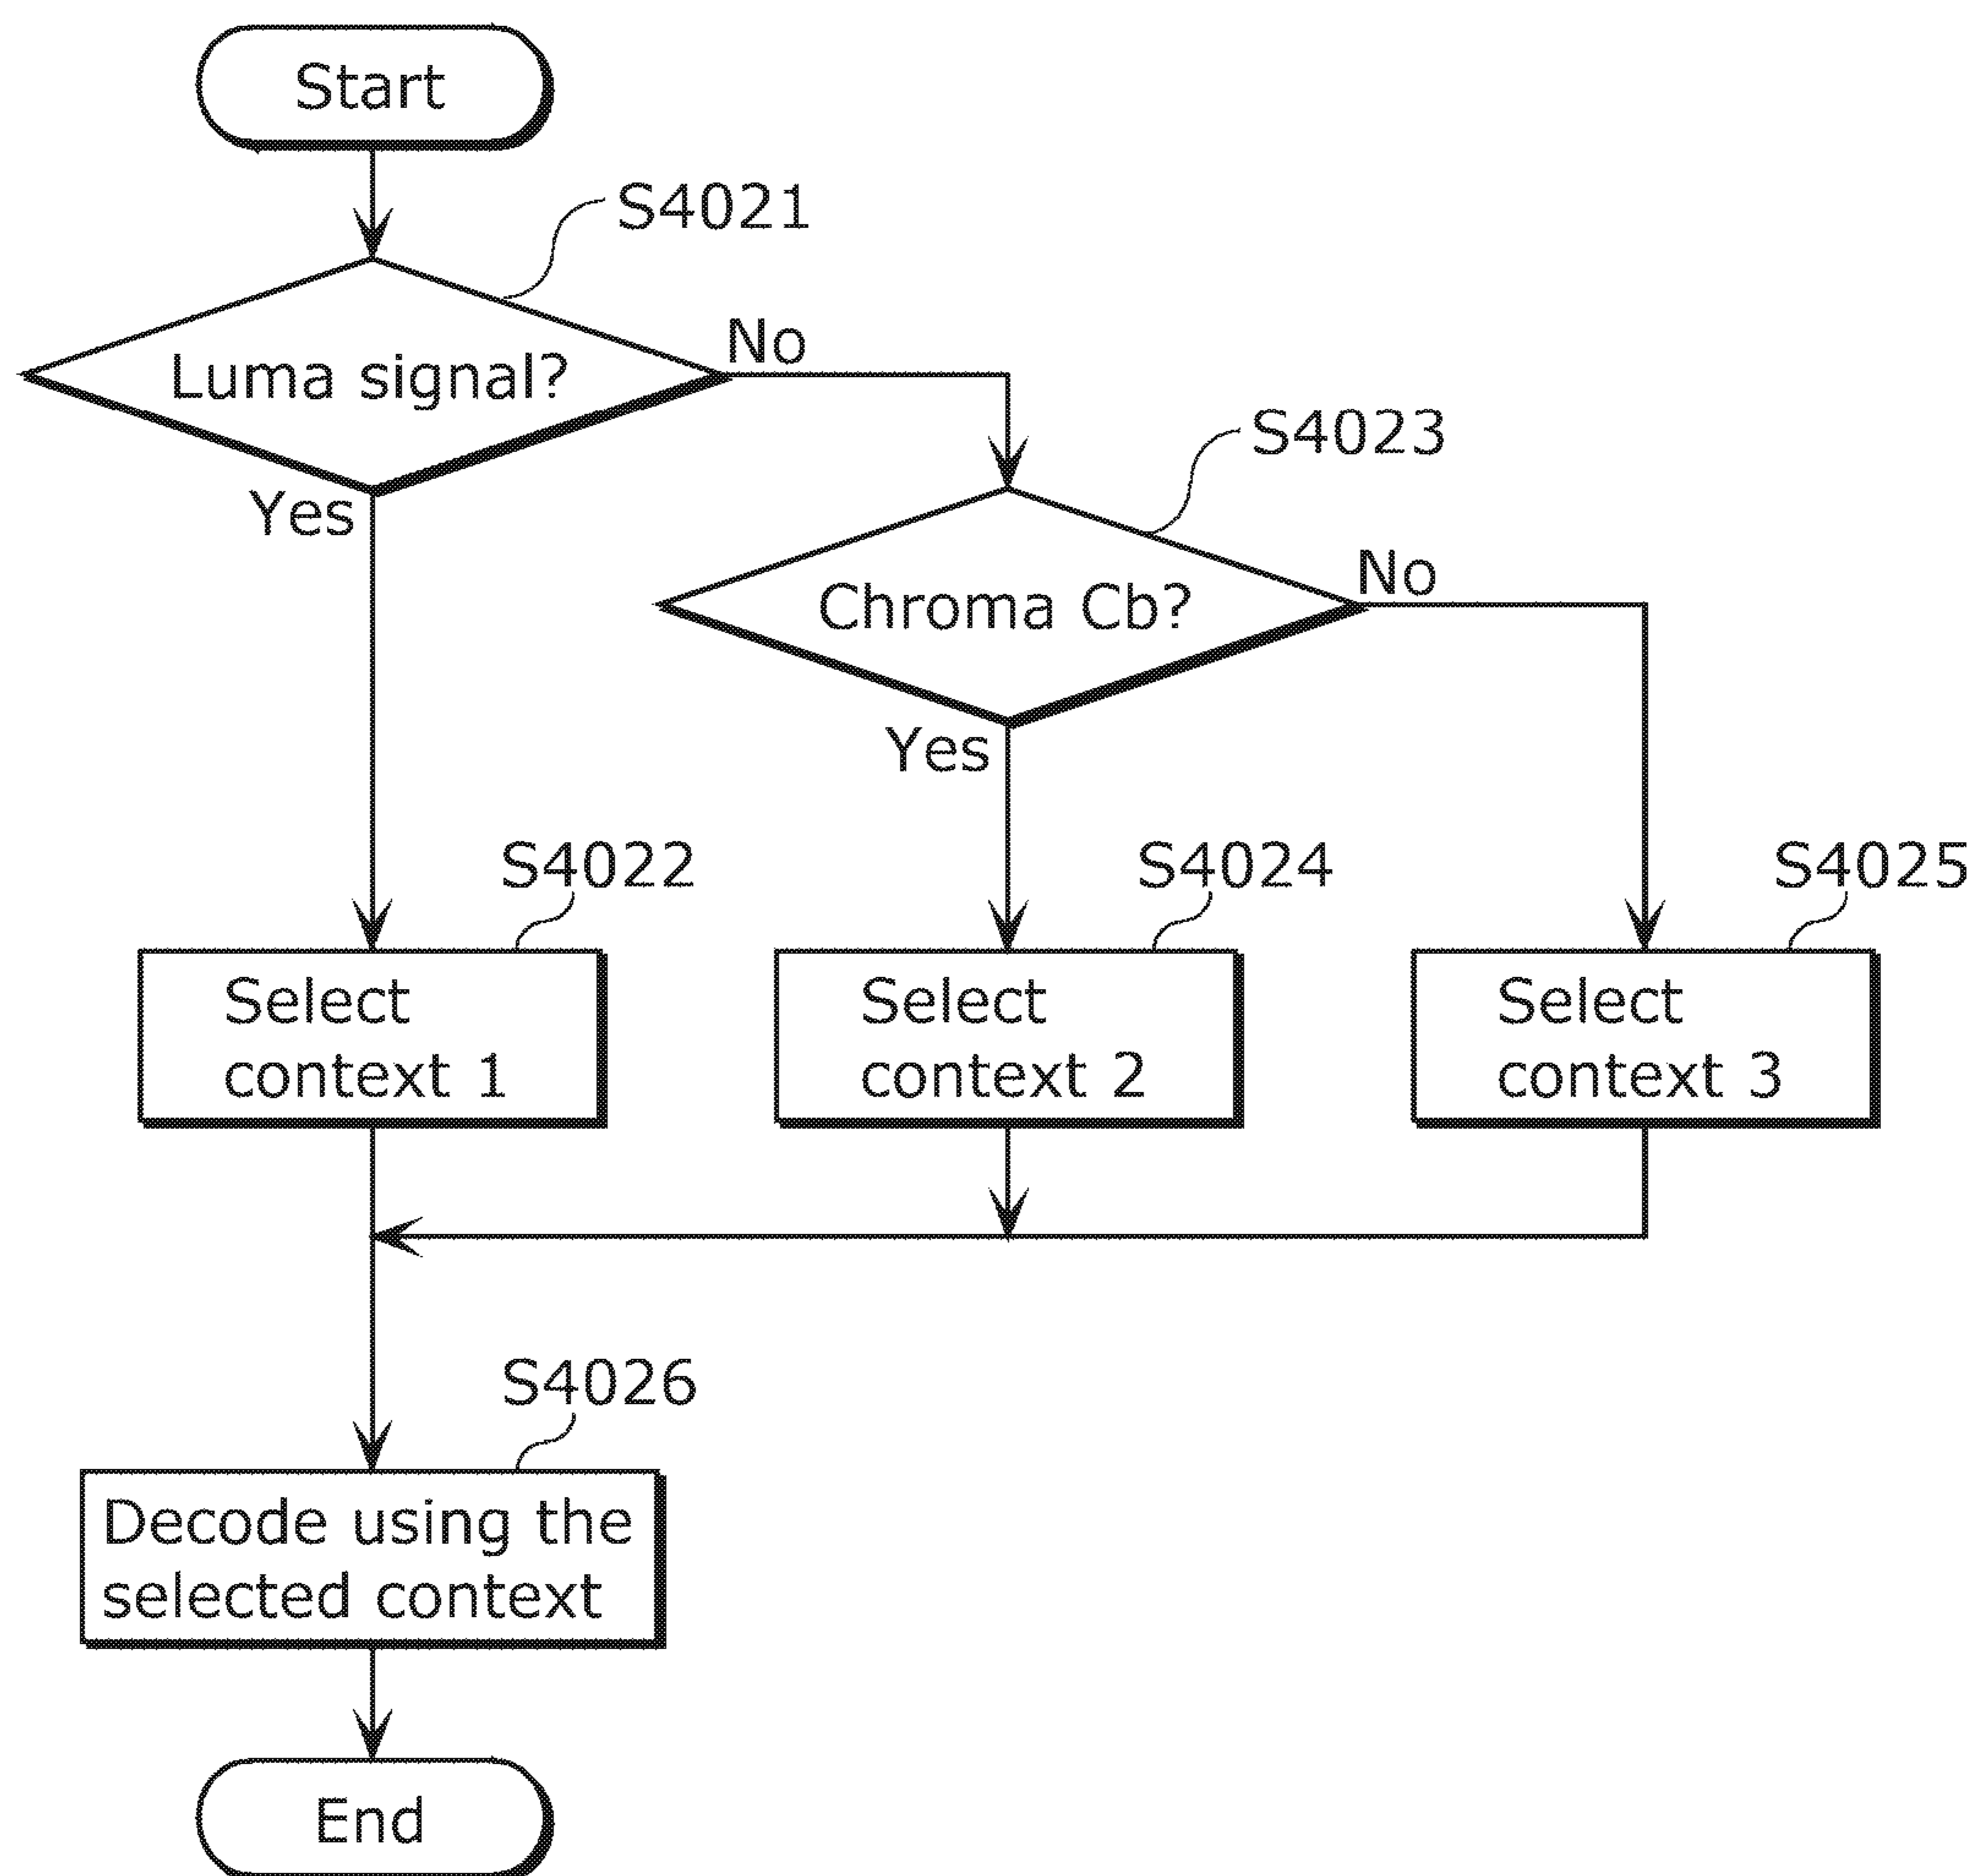 Start
S4021
Luma signal?
No
Yes
S4023
Chroma Cb?
No
Yes
S4022
S4024
S4025
Select
context 1
Select
context 2
Select
context 3
S4026
Decode using the
selected context
End